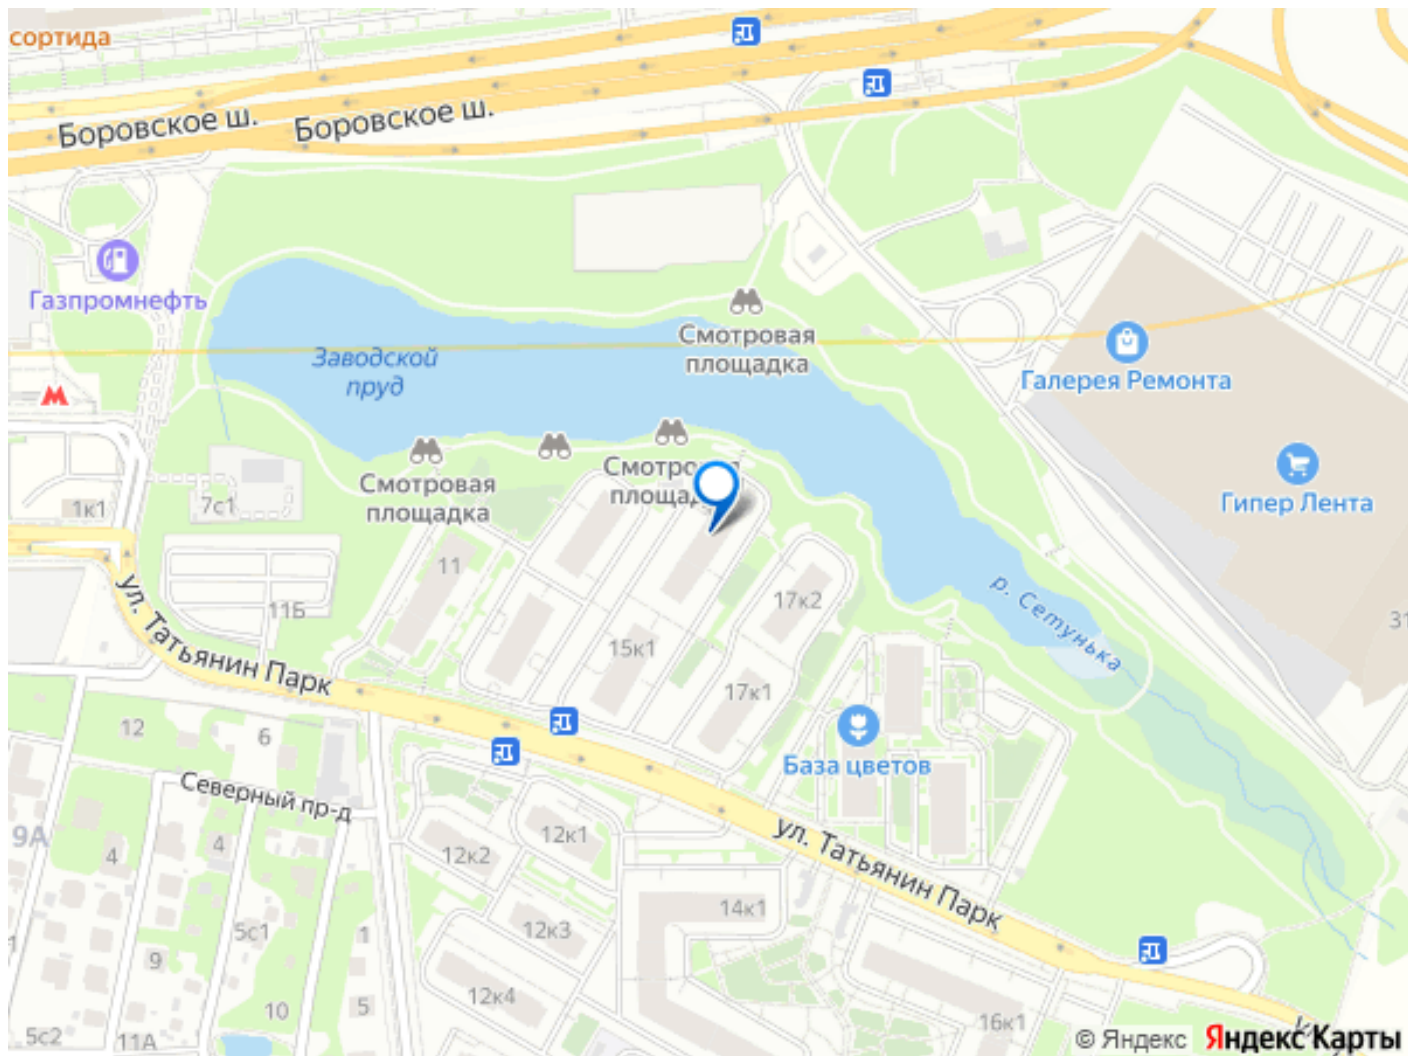 сортида
Боровское ш.
Боровское ш.
Газпромнефть
Заводской
пруд
Смотровая
площадка
Галерея Ремонта
Гипер Лента
Смотровая
площадка
7с1
1к1
11
11Б
17к2
15к1
17к1
р. Сетунька
31
ул. Татьянин Парк
12
6
База цветов
Северный пр-д
9А
4
4
12к2
12к1
ул. Татьянин Парк
14к1
5с1
1
12к3
9
10
5
12к4
16к1
5с2
11А
© Яндекс Яндекс Карты